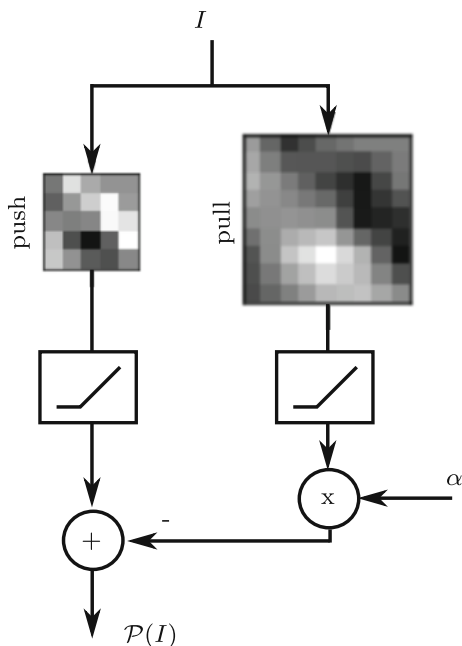 I
push
pull
α
x
-
+
𝒫(I)